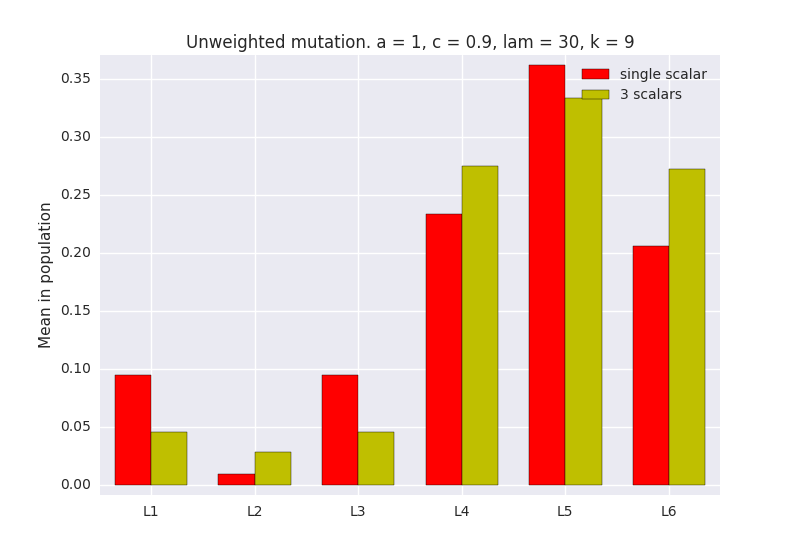 Unweighted mutation. a = 1, c = 0.9, lam = 30, k = 9
single scalar
3 scalars
Mean in population
0.35
0.30
0.25
0.20
0.15
0.10
0.05
0.00
L1 L2 L3 L4 L5 L6